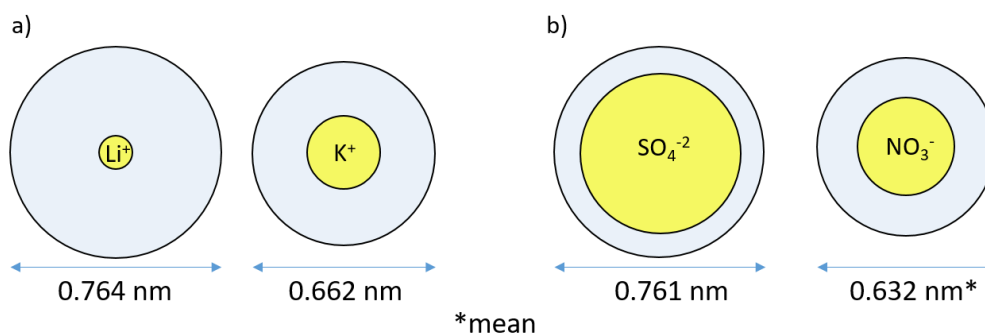 a)
b)
Li⁺
K⁺
SO₄⁻²
NO₃⁻
0.764 nm
0.662 nm
0.761 nm
0.632 nm*
*mean